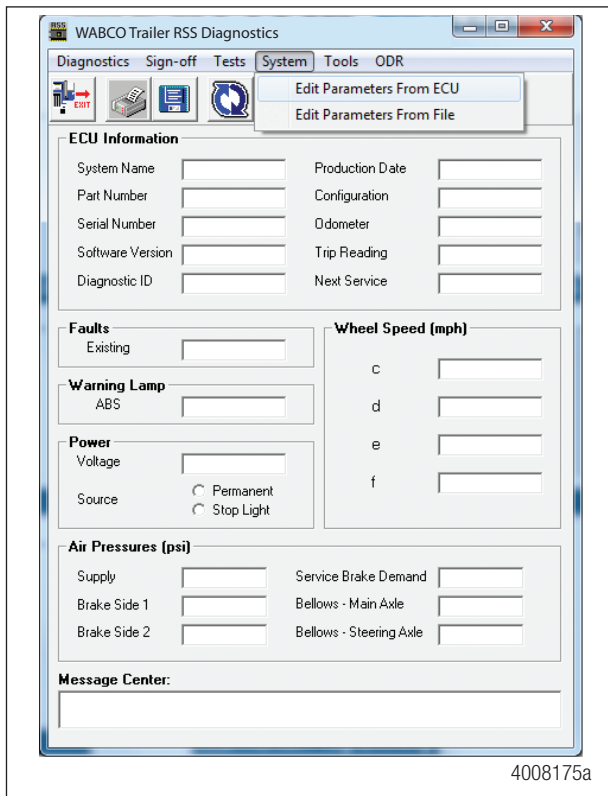 RSS
WABCO Trailer RSS Diagnostics
Diagnostics Sign-off Tests System Tools ODR
EXIT
Edit Parameters From ECU
Edit Parameters From File
ECU Information
System Name Production Date
Part Number Configuration
Serial Number Odometer
Software Version Trip Reading
Diagnostic ID Next Service
Faults
Existing
Warning Lamp
ABS
Power
Voltage
Source
Permanent
Stop Light
Wheel Speed (mph)
c
d
e
f
Air Pressures (psi)
Supply Service Brake Demand
Brake Side 1 Bellows - Main Axle
Brake Side 2 Bellows - Steering Axle
Message Center:
4008175a